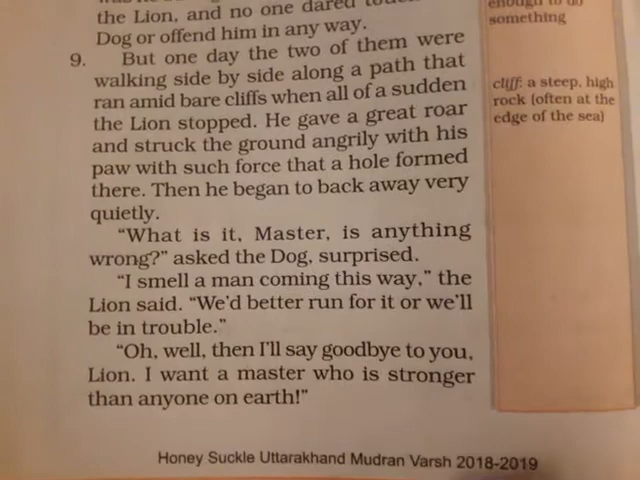 the Lion, and no one dared touch
Dog or offend him in any way.
9. But one day the two of them were
walking side by side along a path that
ran amid bare cliffs when all of a sudden
the Lion stopped. He gave a great roar
and struck the ground angrily with his
paw with such force that a hole formed
there. Then he began to back away very
quietly.
“What is it, Master, is anything
wrong?” asked the Dog, surprised.
“I smell a man coming this way,” the
Lion said. “We’d better run for it or we’ll
be in trouble.”
“Oh, well, then I’ll say goodbye to you,
Lion. I want a master who is stronger
than anyone on earth!”
enough to do
something
cliff: a steep, high
rock (often at the
edge of the sea)
Honey Suckle Uttarakhand Mudran Varsh 2018-2019